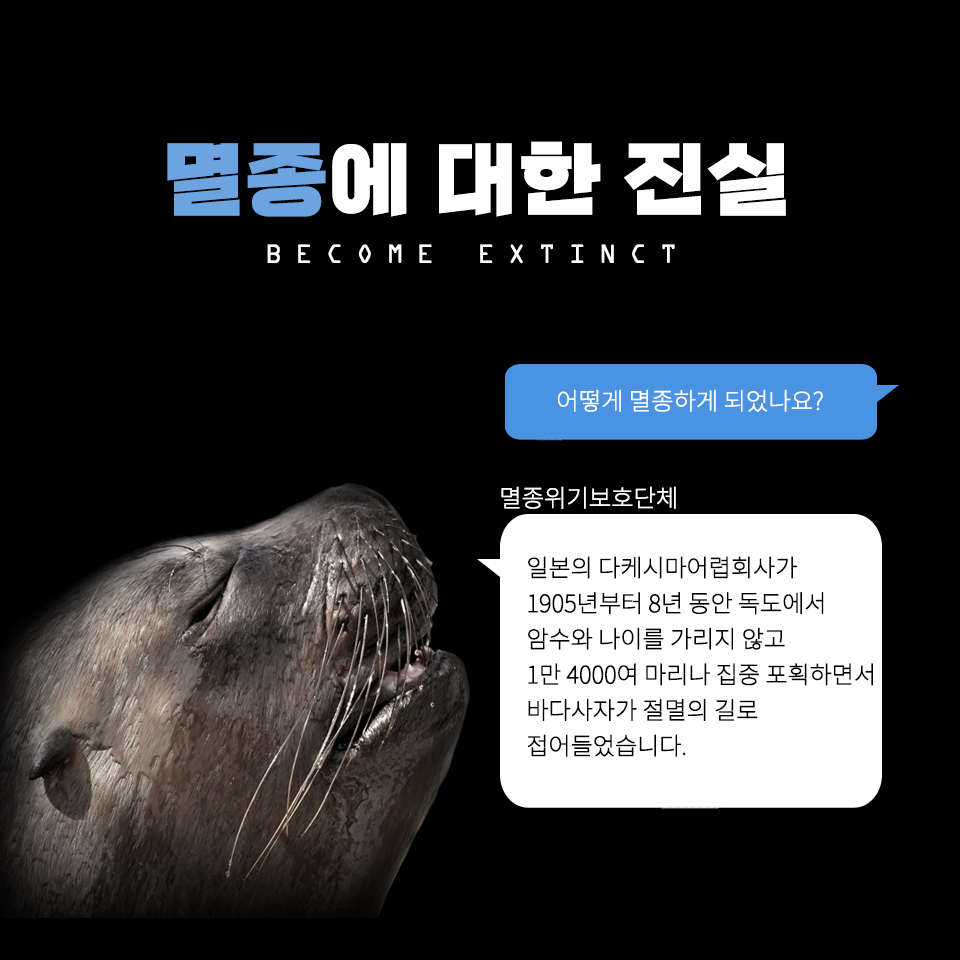 멸종에 대한 진실
BECOME EXTINCT
어떻게 멸종하게 되었나요?
멸종위기보호단체
일본의 다케시마어렵회사가
1905년부터 8년 동안 독도에서
암수와 나이를 가리지 않고
1만 4000여 마리나 집중 포획하면서
바다사자가 절멸의 길로
접어들었습니다.